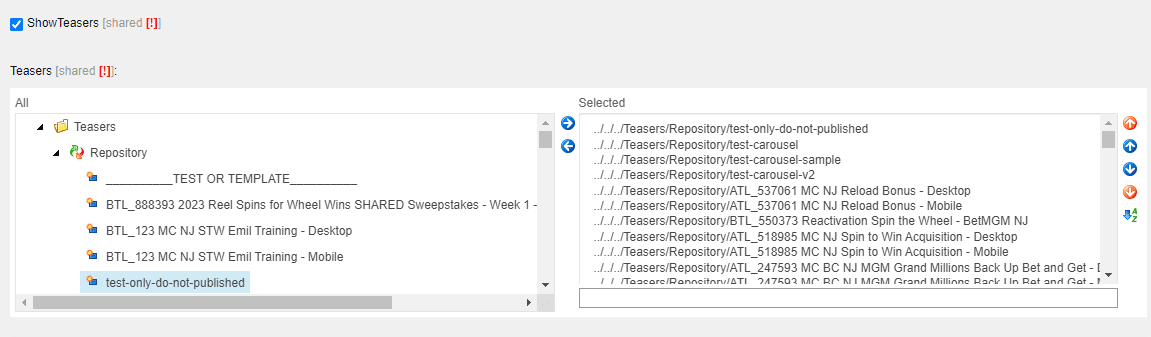 ShowTeasers [shared [!]]
Teasers [shared [!]]:
All
Teasers
Repository
__________TEST OR TEMPLATE__________
BTL_888393 2023 Reel Spins for Wheel Wins SHARED Sweepstakes - Week 1 -
BTL_123 MC NJ STW Emil Training - Desktop
BTL_123 MC NJ STW Emil Training - Mobile
test-only-do-not-published
Selected
../../../Teasers/Repository/test-only-do-not-published
../../../Teasers/Repository/test-carousel
../../../Teasers/Repository/test-carousel-sample
../../../Teasers/Repository/test-carousel-v2
../../../Teasers/Repository/ATL_537061 MC NJ Reload Bonus - Desktop
../../../Teasers/Repository/ATL_537061 MC NJ Reload Bonus - Mobile
../../../Teasers/Repository/BTL_550373 Reactivation Spin the Wheel - BetMGM NJ
../../../Teasers/Repository/ATL_518985 MC NJ Spin to Win Acquisition - Desktop
../../../Teasers/Repository/ATL_518985 MC NJ Spin to Win Acquisition - Mobile
../../../Teasers/Repository/ATL_247593 MC BC NJ MGM Grand Millions Back Up Bet and Get - D
../../../Teasers/Repository/ATL_247593 MC BC NJ MGM Grand Millions Back Up Bet and Get - M